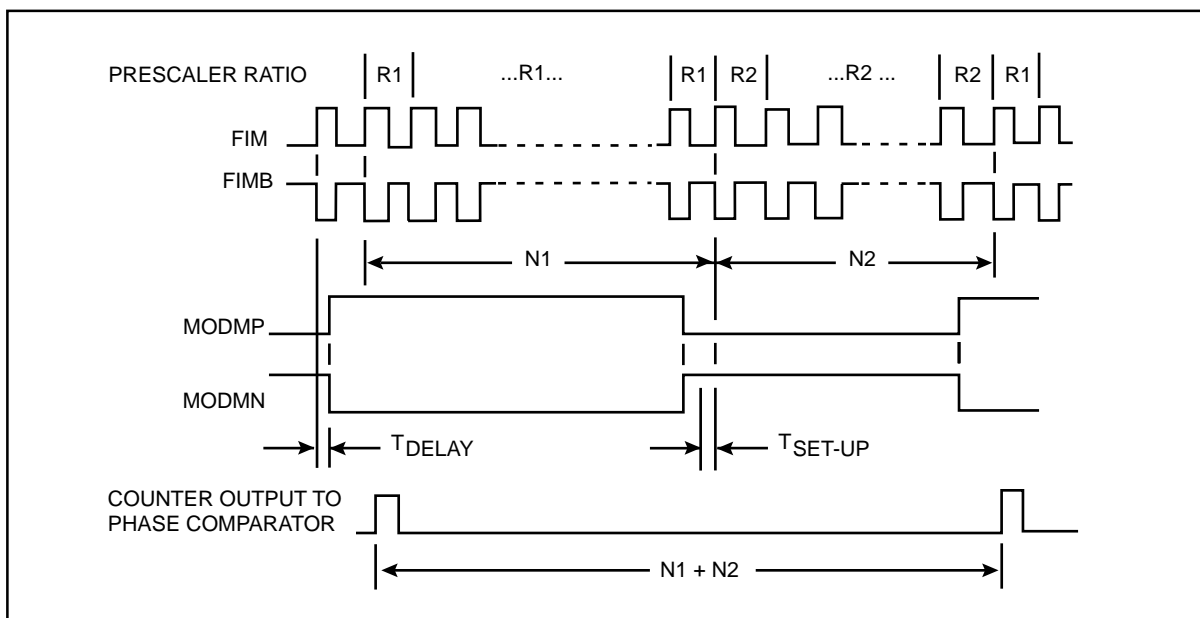 PRESCALER RATIO R1 ...R1... R1 R2 ...R2 ... R2 R1
FIM
FIMB
N1 N2
MODMP
MODMN
TDELAY TSET-UP
COUNTER OUTPUT TO
PHASE COMPARATOR
N1 + N2